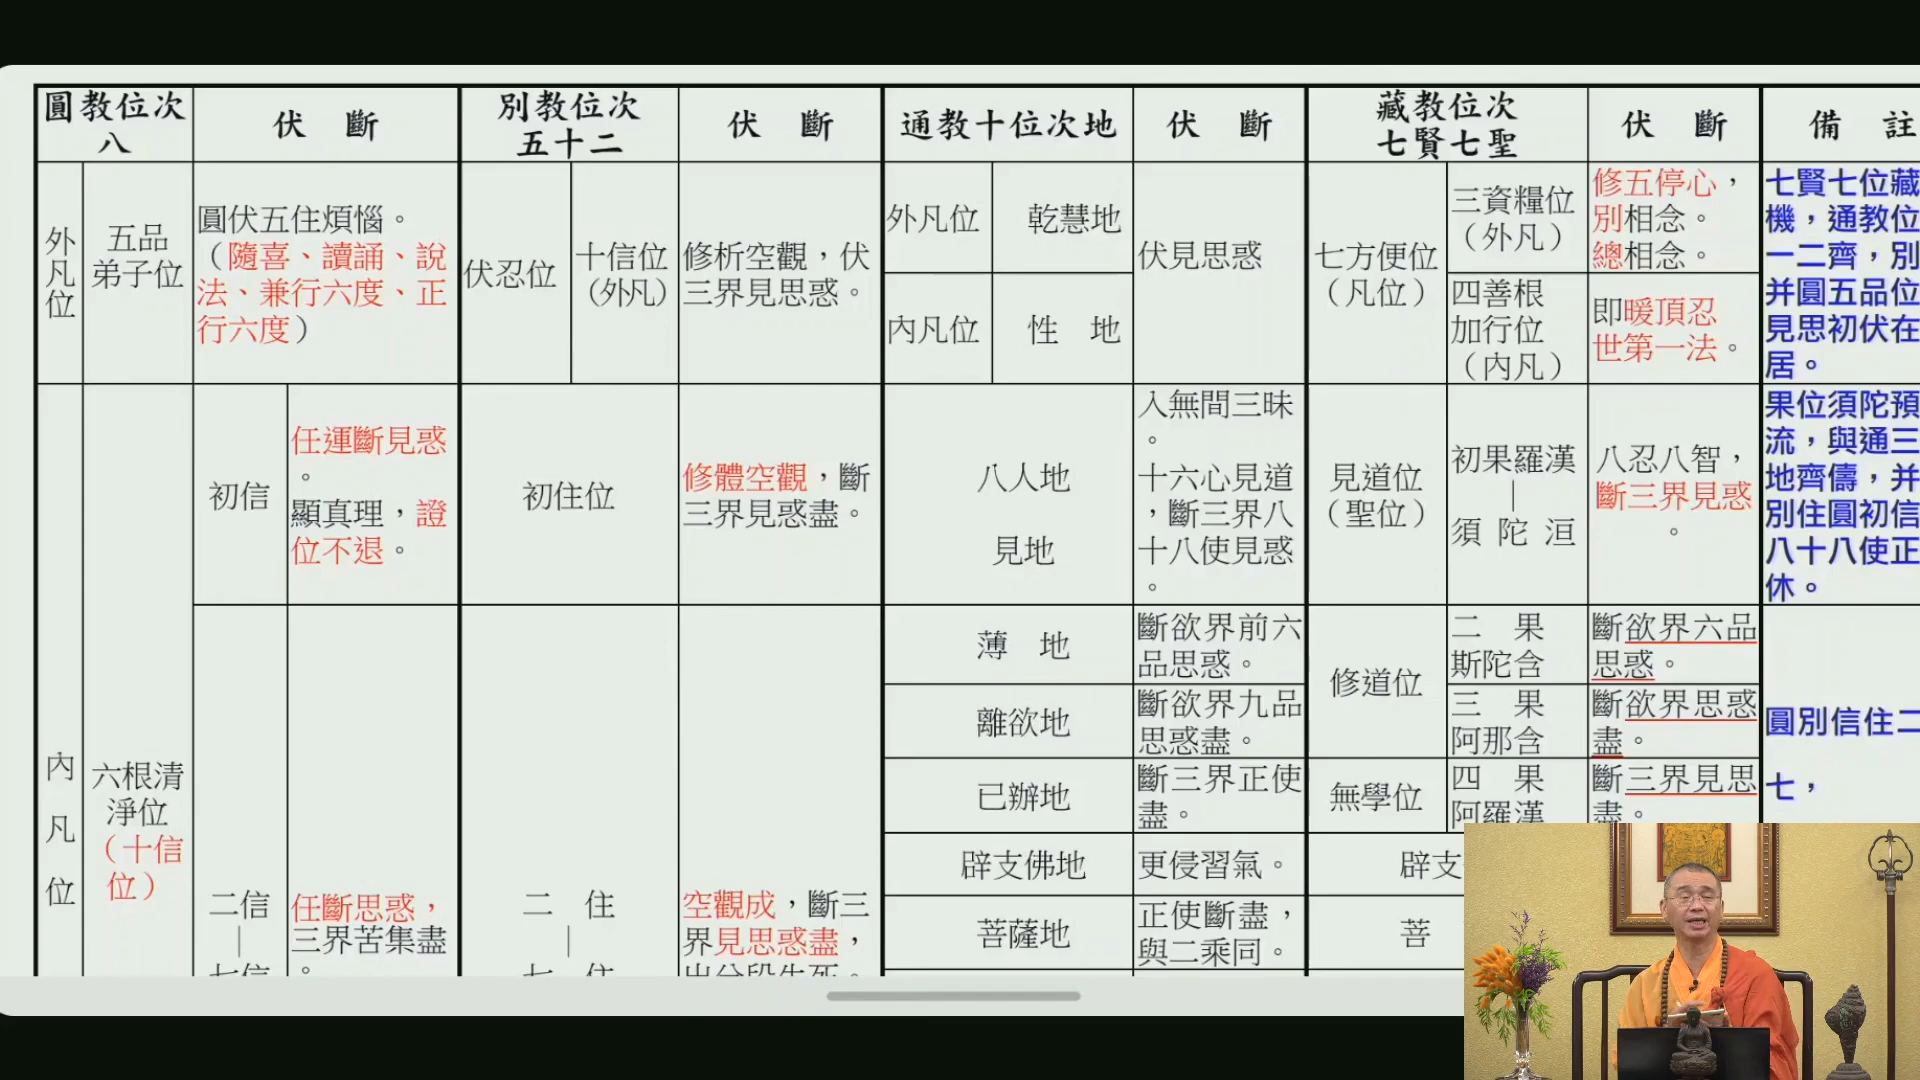 圓教位次
八
伏 斷
別教位次
五十二
伏 斷
通教十位次地
伏 斷
藏教位次
七賢七聖
伏 斷
備 註
外凡位
五品
弟子位
圓伏五住煩惱。
（隨喜、讀誦、說
法、兼行六度、正
行六度）
伏忍位
十信位
（外凡）
修析空觀，伏
三界見思惑。
外凡位
乾慧地
內凡位
性 地
伏見思惑
七方便位
（凡位）
三資糧位
（外凡）
修五停心，
別相念。
總相念。
四善根
加行位
（內凡）
即暖頂忍
世第一法。
七賢七位藏
機，通教位
一二齊，別
并圓五品位
見思初伏在
居。
內凡位
六根清
淨位
（十信
位）
初信
任運斷見惑
。
顯真理，證
位不退。
初住位
修體空觀，斷
三界見惑盡。
八人地
見地
入無間三昧
。
十六心見道
，斷三界八
十八使見惑
。
見道位
（聖位）
初果羅漢
｜
須陀洹
八忍八智，
斷三界見惑
。
果位須陀預
流，與通三
地齊儔，并
別住圓初信
八十八使正
休。
二信
｜
七信
任斷思惑，
三界苦集盡
。
二 住
｜
七 住
空觀成，斷三
界見思惑盡，
出分段生死。
薄 地
斷欲界前六
品思惑。
離欲地
斷欲界九品
思惑盡。
已辦地
斷三界正使
盡。
辟支佛地
更侵習氣。
菩薩地
正使斷盡，
與二乘同。
修道位
二 果
斯陀含
斷欲界六品
思惑。
三 果
阿那含
斷欲界思惑
盡。
無學位
四 果
阿羅漢
斷三界見思
盡。
辟支
菩
圓別信住二
七，